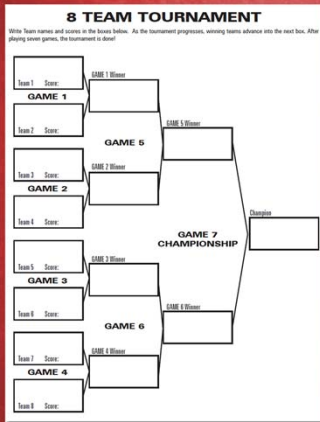 8 TEAM TOURNAMENT
Write Team names and scores in the boxes below. As the tournament progresses, winning teams advance into the next box. After
playing seven games, the tournament is done!
GAME 1 Winner
Team 1 Score:
GAME 1
GAME 5 Winner
Team 2 Score:
GAME 5
GAME 2 Winner
Team 3 Score:
GAME 2
Team 4 Score:
Champion
GAME 7
CHAMPIONSHIP
GAME 3 Winner
Team 5 Score:
GAME 3
GAME 6 Winner
Team 6 Score:
GAME 6
GAME 4 Winner
Team 7 Score:
GAME 4
Team 8 Score: